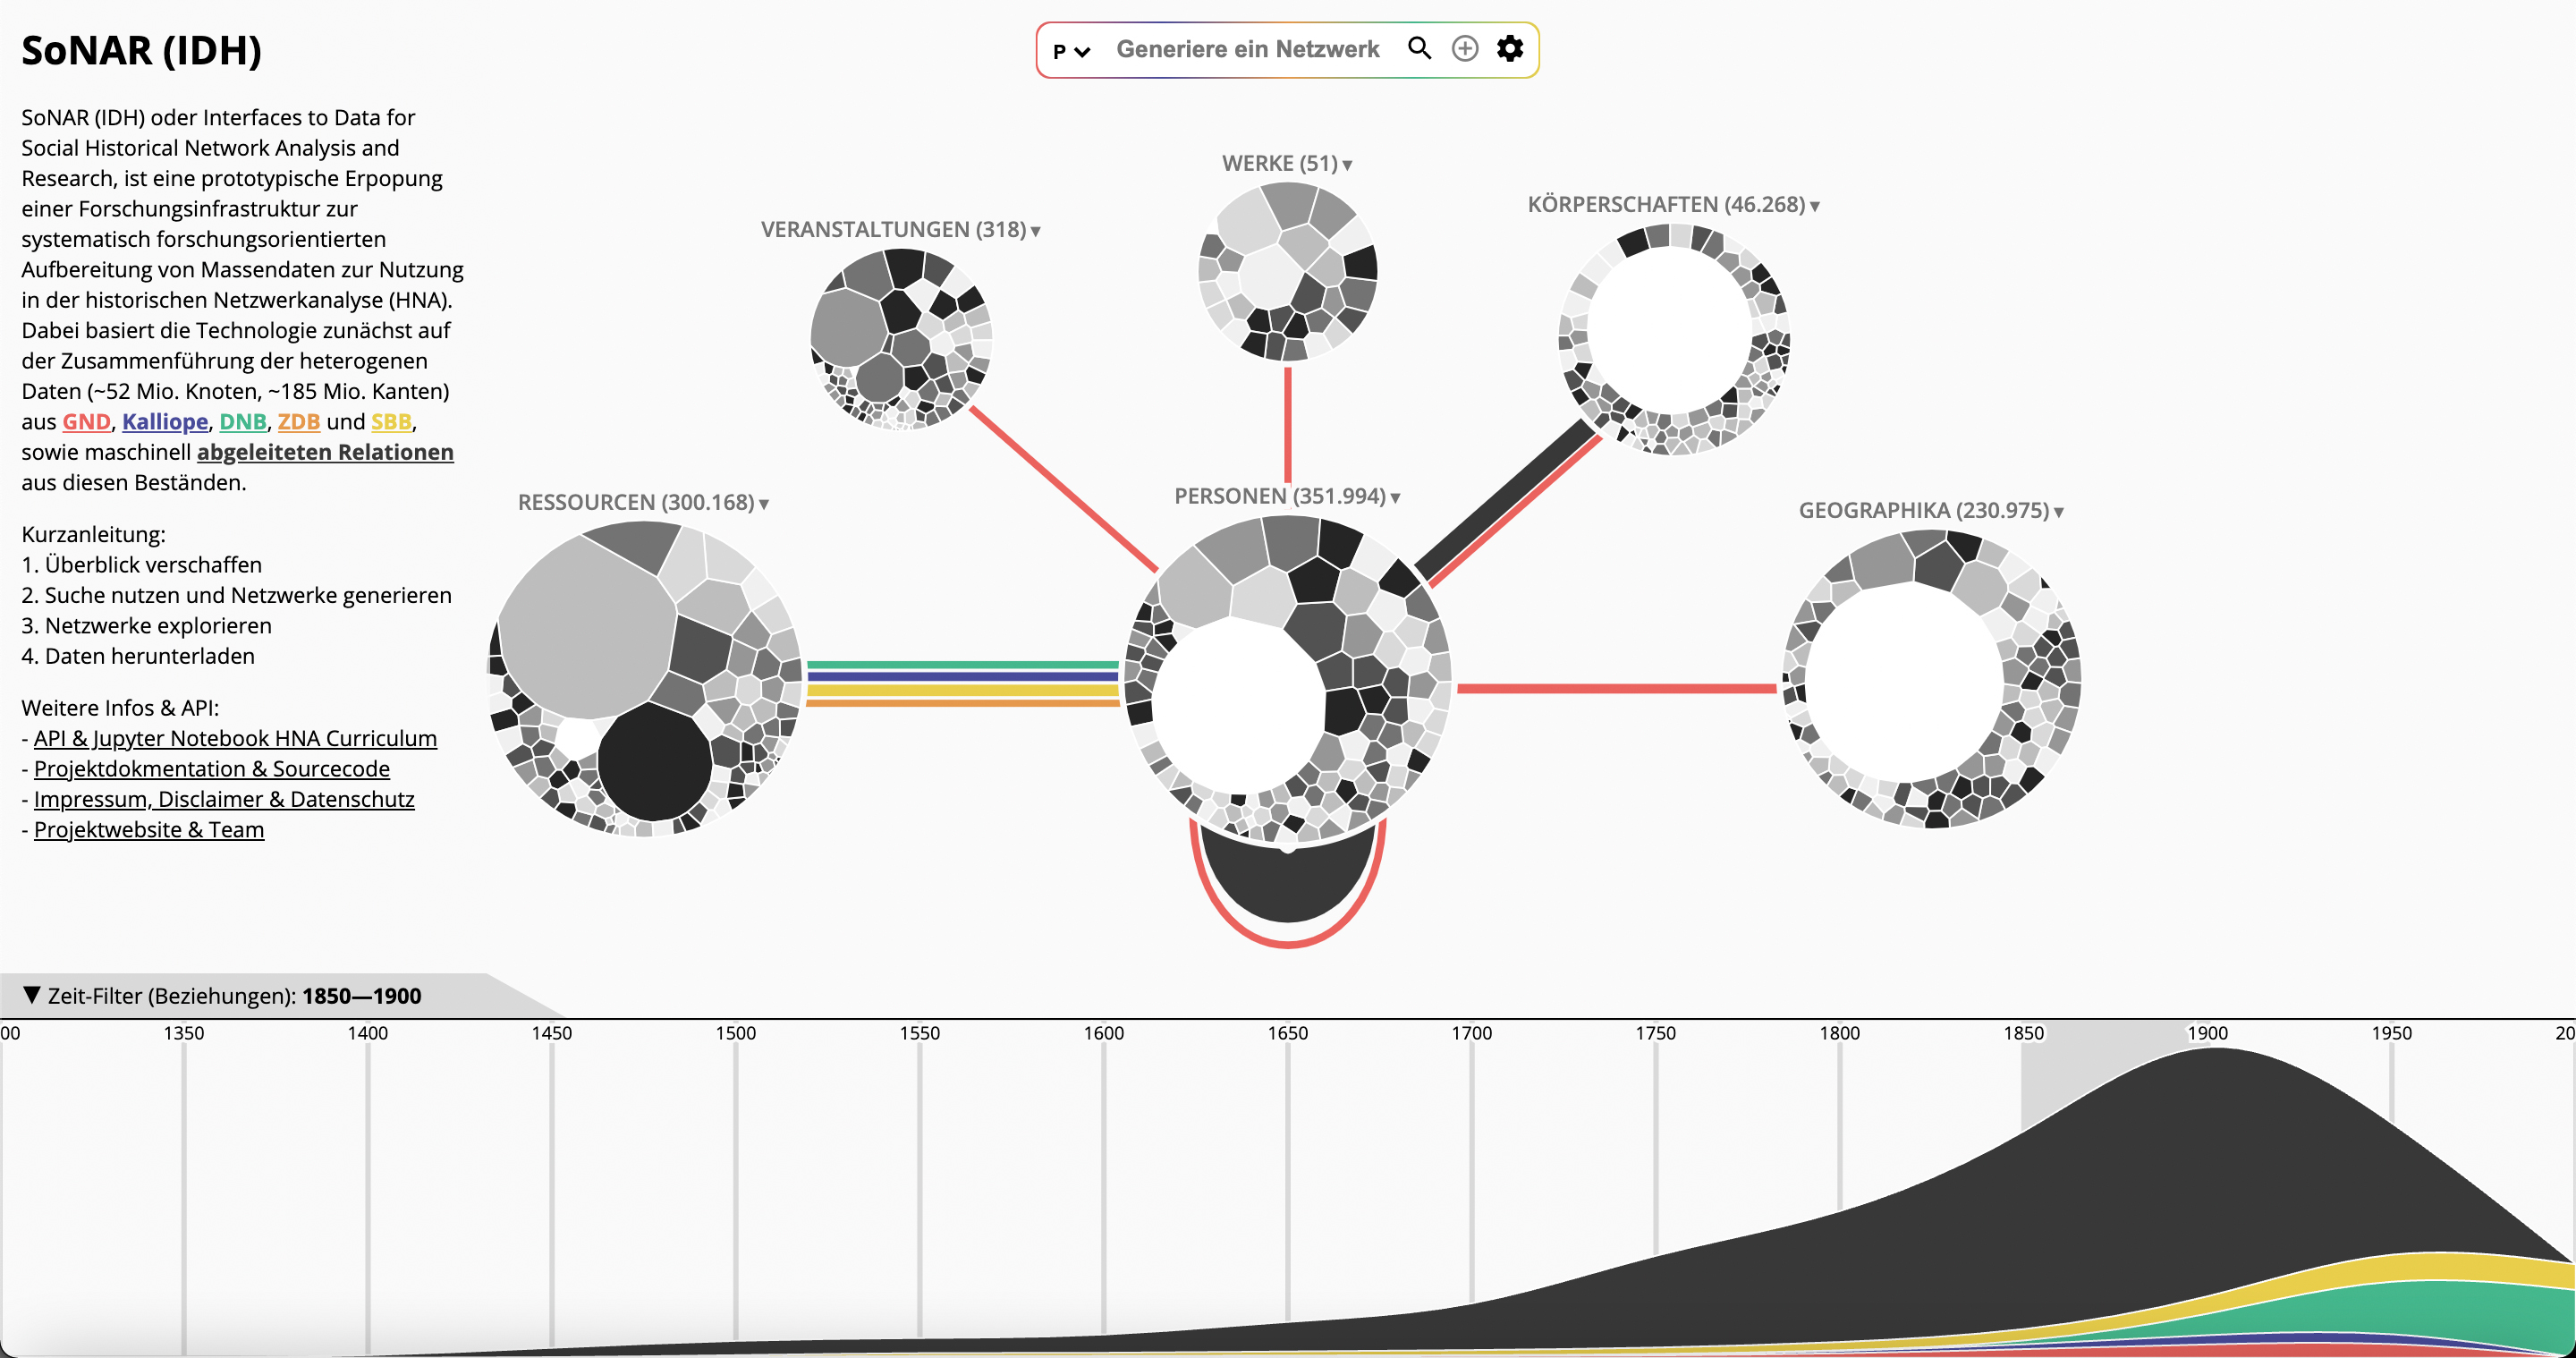 SoNAR (IDH)
P
Generiere ein Netzwerk
SoNAR (IDH) oder Interfaces to Data for
Social Historical Network Analysis and
Research, ist eine prototypische Erpopung
einer Forschungsinfrastruktur zur
systematisch forschungsorientierten
Aufbereitung von Massendaten zur Nutzung
in der historischen Netzwerkanalyse (HNA).
Dabei basiert die Technologie zunächst auf
der Zusammenführung der heterogenen
Daten (~52 Mio. Knoten, ~185 Mio. Kanten)
aus GND, Kalliope, DNB, ZDB und SBB,
sowie maschinell abgeleiteten Relationen
aus diesen Beständen.
Kurzanleitung:
1. Überblick verschaffen
2. Suche nutzen und Netzwerke generieren
3. Netzwerke explorieren
4. Daten herunterladen
Weitere Infos & API:
- API & Jupyter Notebook HNA Curriculum
- Projektdokmentation & Sourcecode
- Impressum, Disclaimer & Datenschutz
- Projektwebsite & Team
WERKE (51) ▾
KÖRPERSCHAFTEN (46.268) ▾
VERANSTALTUNGEN (318) ▾
PERSONEN (351.994) ▾
RESSOURCEN (300.168) ▾
GEOGRAPHIKA (230.975) ▾
▼ Zeit-Filter (Beziehungen): 1850—1900
00 1350 1400 1450 1500 1550 1600 1650 1700 1750 1800 1850 1900 1950 20